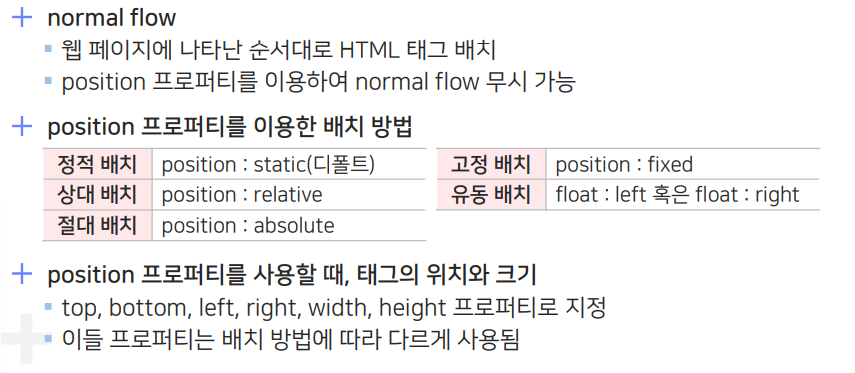 normal flow
웹 페이지에 나타난 순서대로 HTML 태그 배치
position 프로퍼티를 이용하여 normal flow 무시 가능
position 프로퍼티를 이용한 배치 방법
정적 배치 position : static(디폴트)
상대 배치 position : relative
절대 배치 position : absolute
고정 배치 position : fixed
유동 배치 float : left 혹은 float : right
position 프로퍼티를 사용할 때, 태그의 위치와 크기
top, bottom, left, right, width, height 프로퍼티로 지정
이들 프로퍼티는 배치 방법에 따라 다르게 사용됨